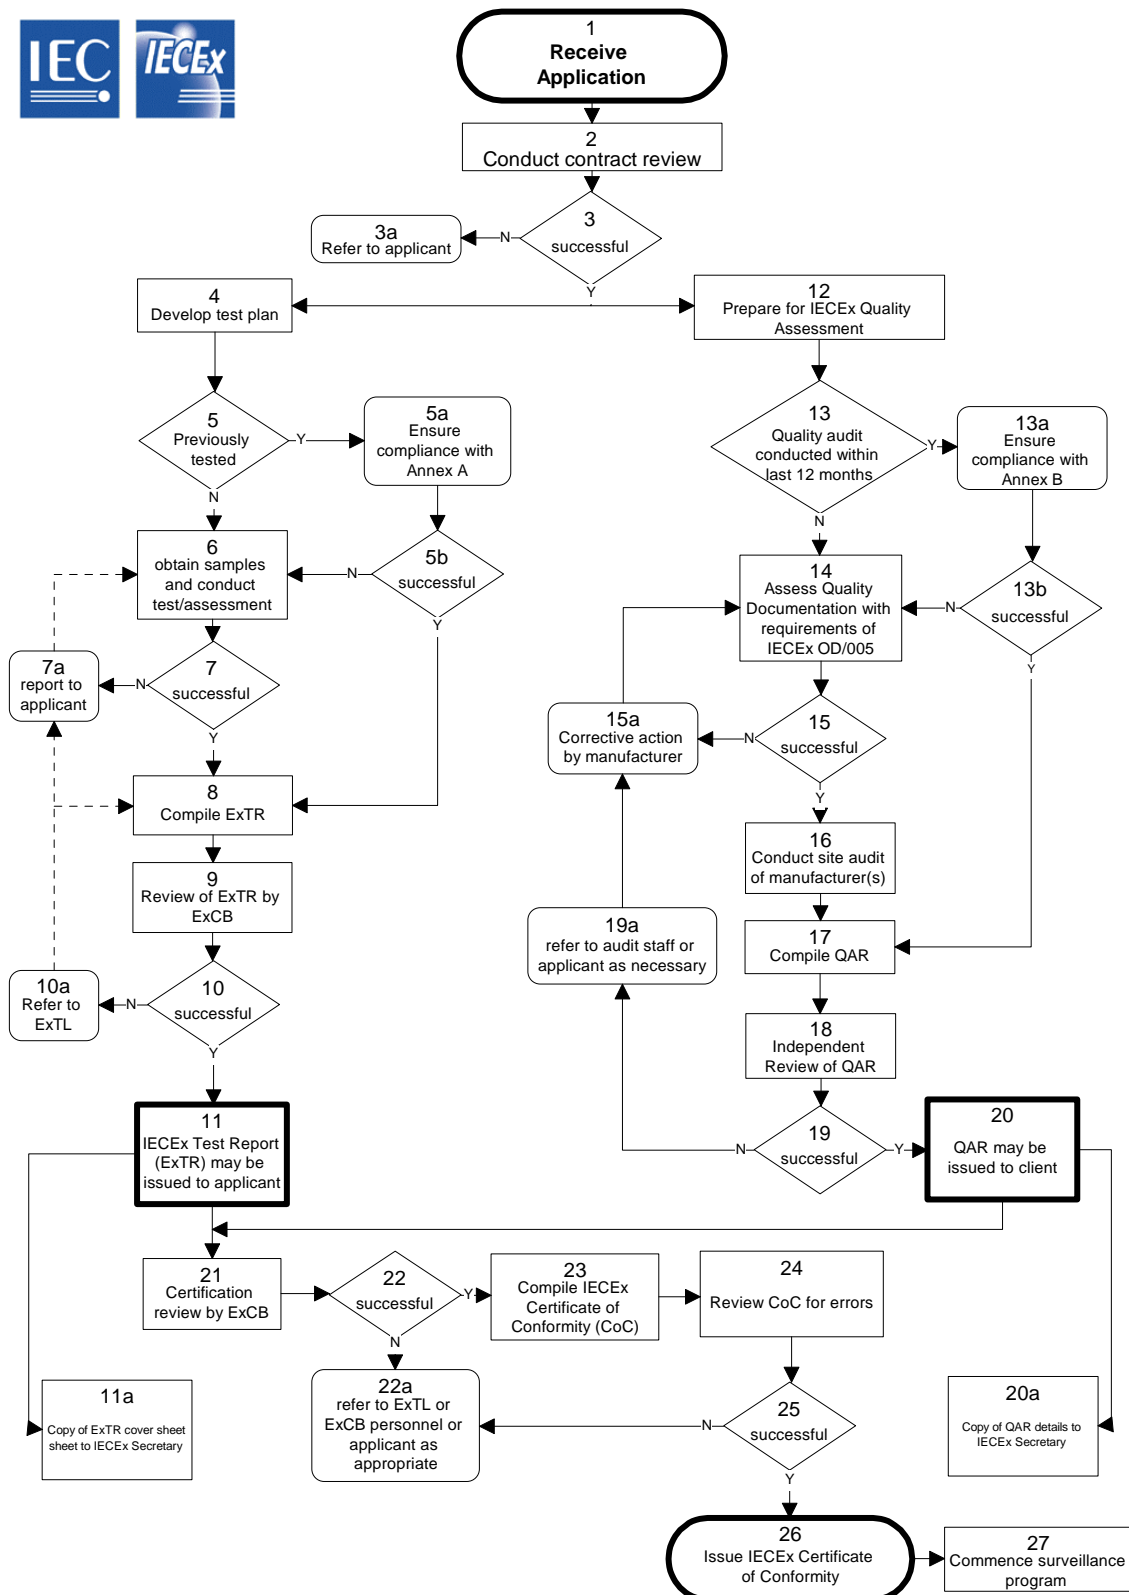 IEC
IECEx
1
Receive
Application
2
Conduct contract review
3
successful
N
3a
Refer to applicant
Y
4
Develop test plan
12
Prepare for IECEx Quality
Assessment
5
Previously
tested
Y
5a
Ensure
compliance with
Annex A
13
Quality audit
conducted within
last 12 months
Y
13a
Ensure
compliance with
Annex B
N
N
6
obtain samples
and conduct
test/assessment
N
5b
successful
Y
14
Assess Quality
Documentation with
requirements of
IECEx OD/005
N
13b
successful
Y
7a
report to
applicant
N
7
successful
Y
15a
Corrective action
by manufacturer
N
15
successful
Y
8
Compile ExTR
16
Conduct site audit
of manufacturer(s)
9
Review of ExTR by
ExCB
19a
refer to audit staff or
applicant as necessary
17
Compile QAR
10a
Refer to
ExTL
N
10
successful
Y
18
Independent
Review of QAR
11
IECEx Test Report
(ExTR) may be
issued to applicant
N
19
successful
Y
20
QAR may be
issued to client
21
Certification
review by ExCB
22
successful
Y
N
23
Compile IECEx
Certificate of
Conformity (CoC)
24
Review CoC for errors
11a
Copy of ExTR cover sheet
sheet to IECEx Secretary
22a
refer to ExTL or
ExCB personnel or
applicant as
appropriate
N
25
successful
Y
20a
Copy of QAR details to
IECEx Secretary
26
Issue IECEx Certificate
of Conformity
27
Commence surveillance
program